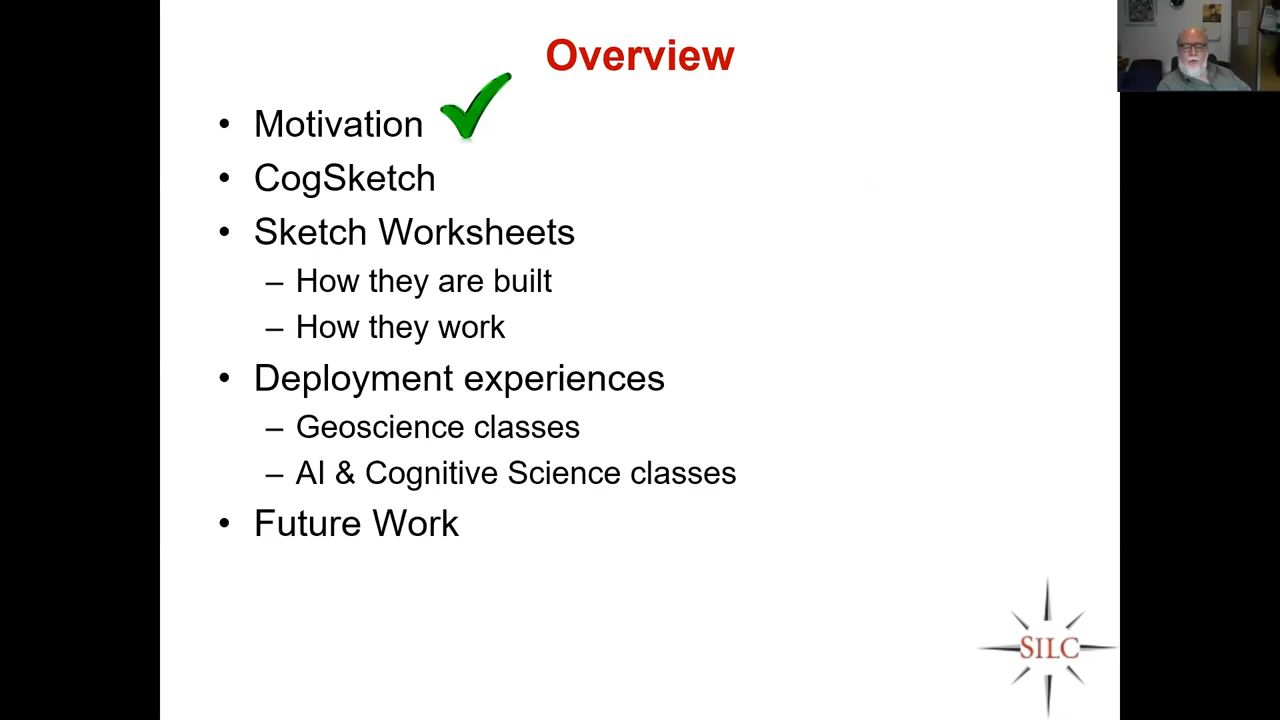 Overview
• Motivation
• CogSketch
• Sketch Worksheets
– How they are built
– How they work
• Deployment experiences
– Geoscience classes
– AI & Cognitive Science classes
• Future Work
SILC